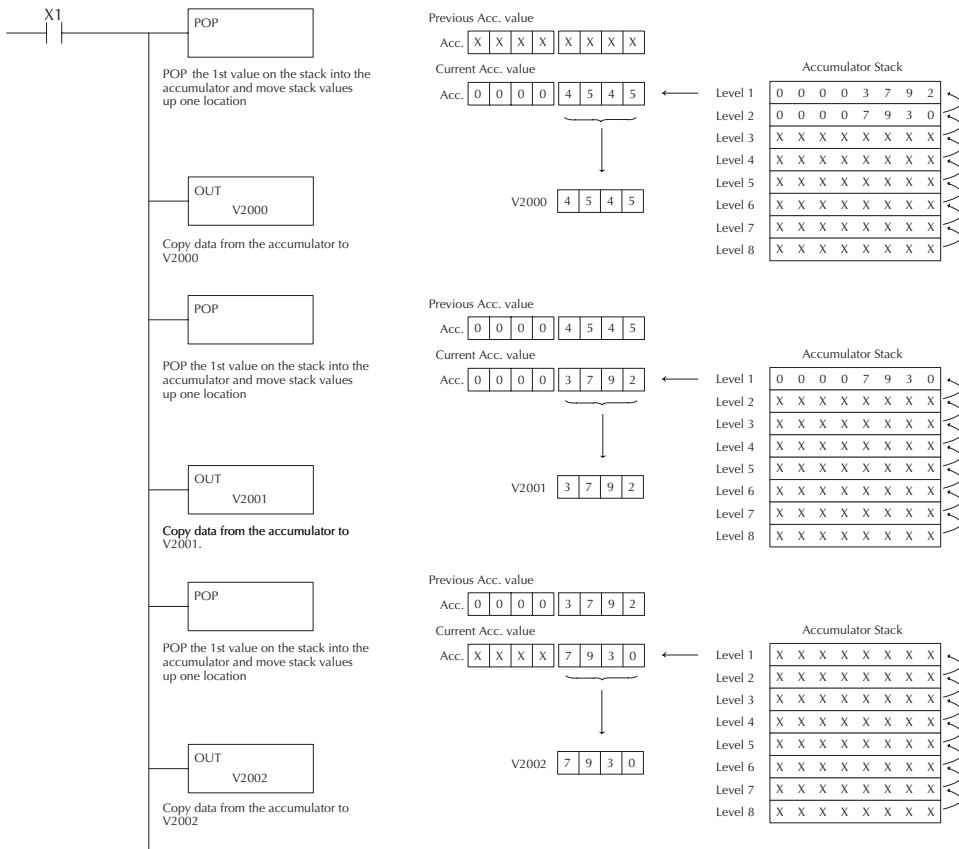 X1
POP
POP the 1st value on the stack into the
accumulator and move stack values
up one location
Previous Acc. value
Acc. X X X X X X X X
Current Acc. value
Acc. 0 0 0 0 4 5 4 5
Accumulator Stack
Level 1 0 0 0 0 3 7 9 2
Level 2 0 0 0 0 7 9 3 0
Level 3 X X X X X X X X
Level 4 X X X X X X X X
Level 5 X X X X X X X X
Level 6 X X X X X X X X
Level 7 X X X X X X X X
Level 8 X X X X X X X X
OUT
V2000
Copy data from the accumulator to
V2000
V2000 4 5 4 5
POP
POP the 1st value on the stack into the
accumulator and move stack values
up one location
Previous Acc. value
Acc. 0 0 0 0 4 5 4 5
Current Acc. value
Acc. 0 0 0 0 3 7 9 2
Accumulator Stack
Level 1 0 0 0 0 7 9 3 0
Level 2 X X X X X X X X
Level 3 X X X X X X X X
Level 4 X X X X X X X X
Level 5 X X X X X X X X
Level 6 X X X X X X X X
Level 7 X X X X X X X X
Level 8 X X X X X X X X
OUT
V2001
Copy data from the accumulator to
V2001.
V2001 3 7 9 2
POP
POP the 1st value on the stack into the
accumulator and move stack values
up one location
Previous Acc. value
Acc. 0 0 0 0 3 7 9 2
Current Acc. value
Acc. X X X X 7 9 3 0
Accumulator Stack
Level 1 X X X X X X X X
Level 2 X X X X X X X X
Level 3 X X X X X X X X
Level 4 X X X X X X X X
Level 5 X X X X X X X X
Level 6 X X X X X X X X
Level 7 X X X X X X X X
Level 8 X X X X X X X X
OUT
V2002
Copy data from the accumulator to
V2002
V2002 7 9 3 0